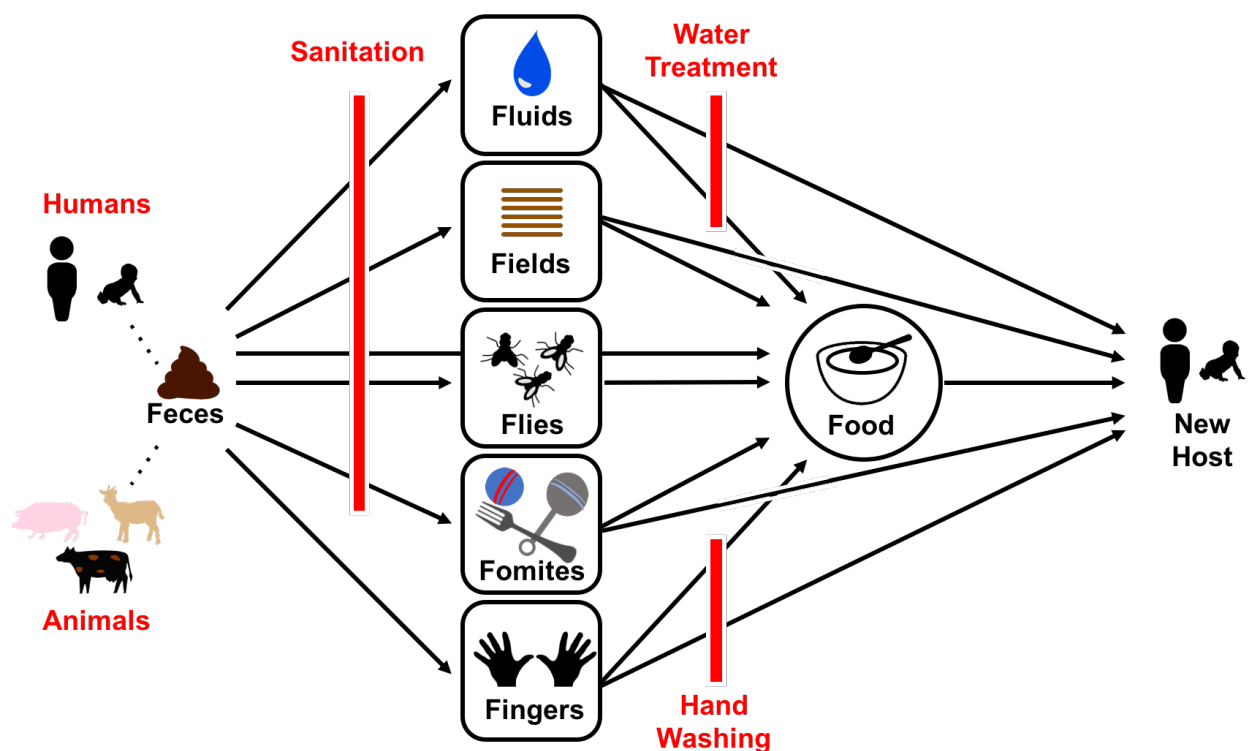 Sanitation
Water
Treatment
Fluids
Humans
Fields
Feces
Flies
Food
New
Host
Fomites
Animals
Fingers
Hand
Washing